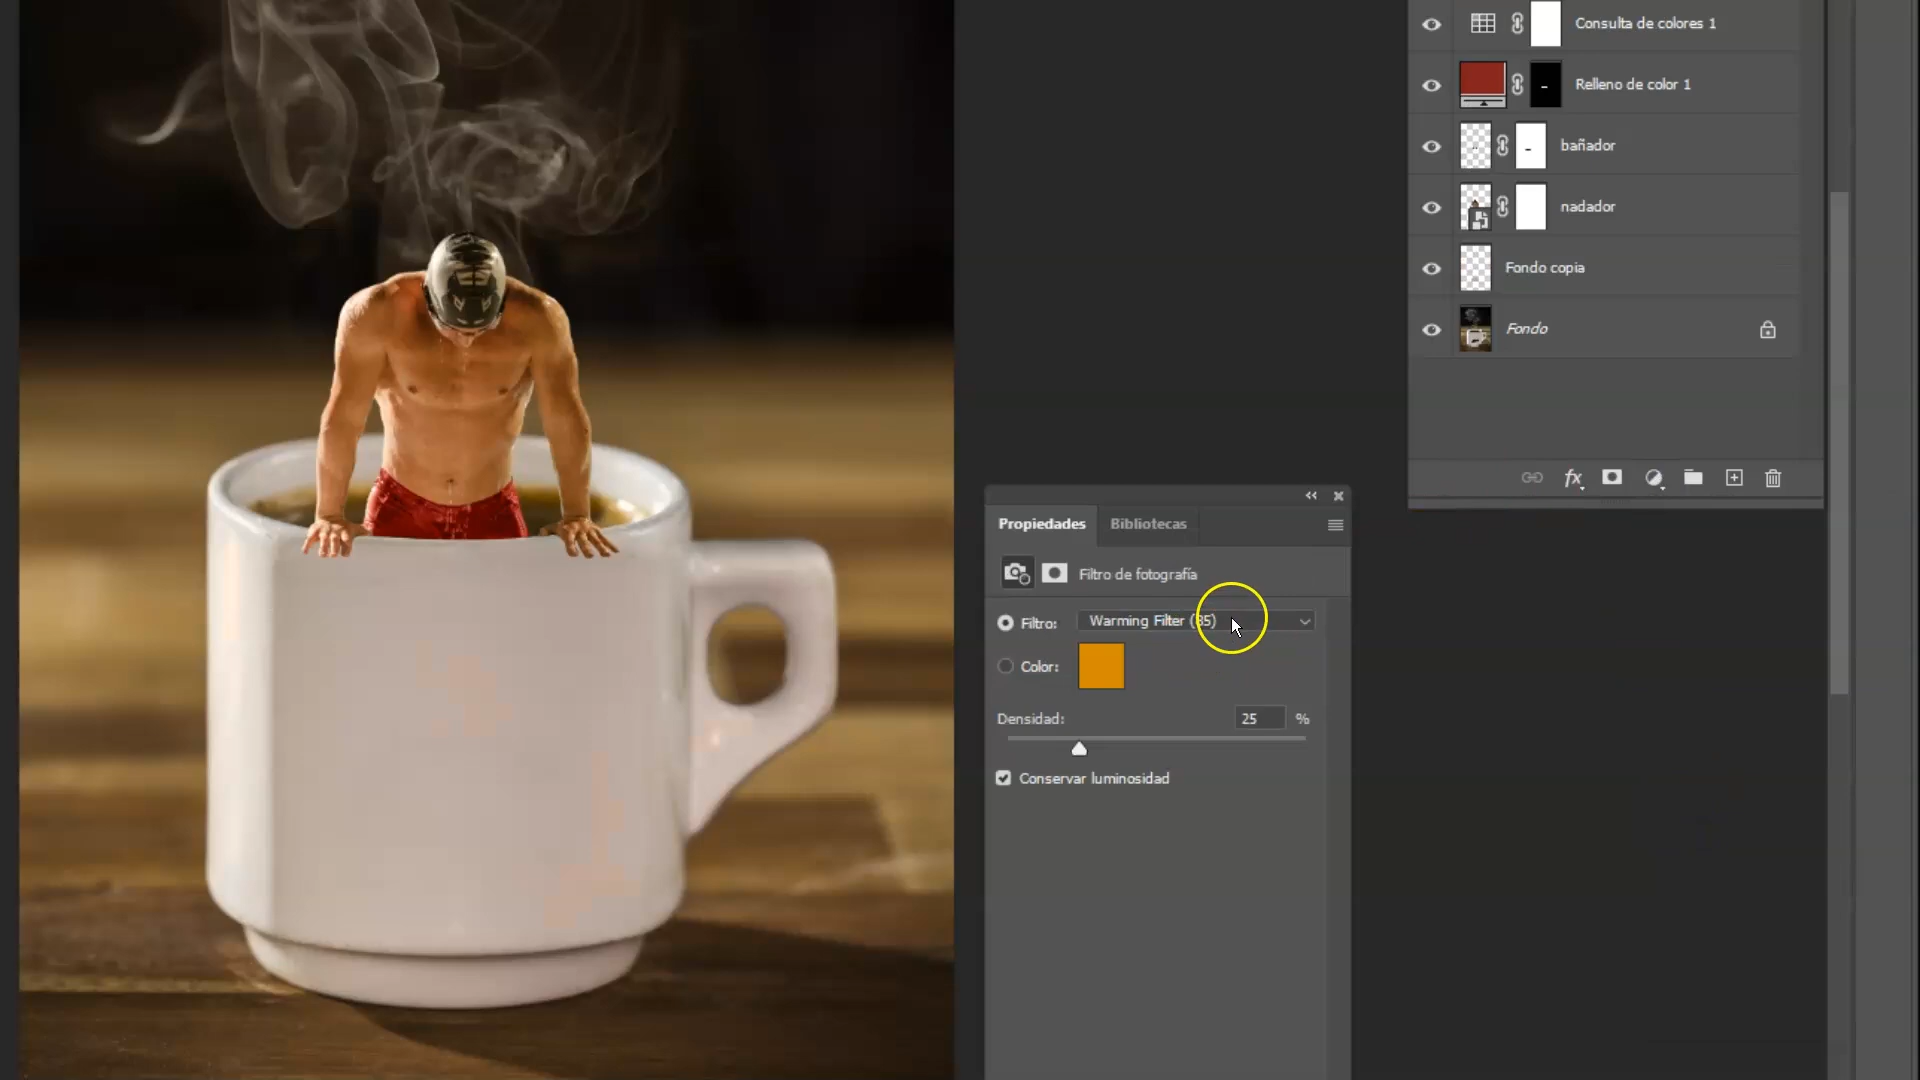 Consulta de colores 1
Relleno de color 1
bañador
nadador
Fondo copia
Fondo
fx
Propiedades
Bibliotecas
Filtro de fotografía
Filtro:
Warming Filter (85)
Color:
Densidad:
25
%
Conservar luminosidad